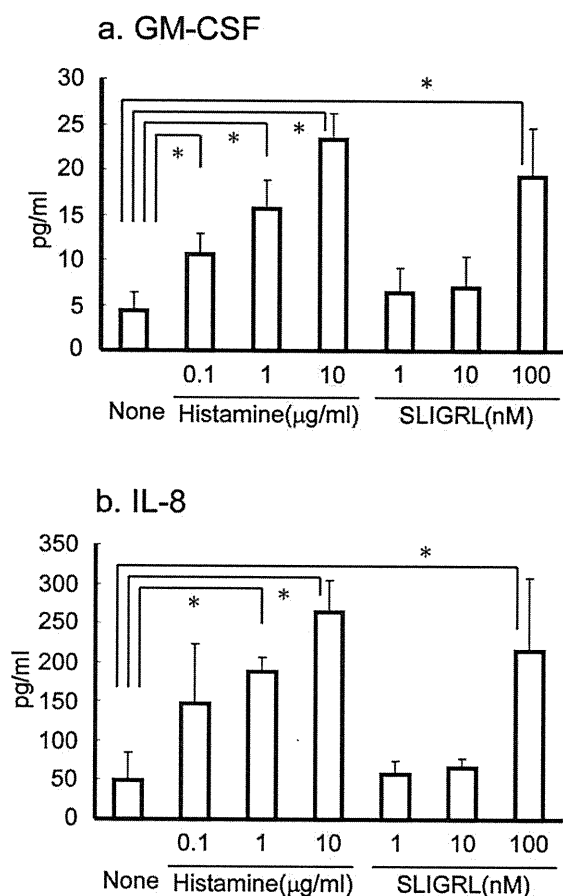 a. GM-CSF
30
25
20
15
10
5
0
pg/ml
*
*
*
*
0.1 1 10 1 10 100
None Histamine(μg/ml) SLIGRL(nM)
b. IL-8
350
300
250
200
150
100
50
0
pg/ml
*
*
*
0.1 1 10 1 10 100
None Histamine(μg/ml) SLIGRL(nM)